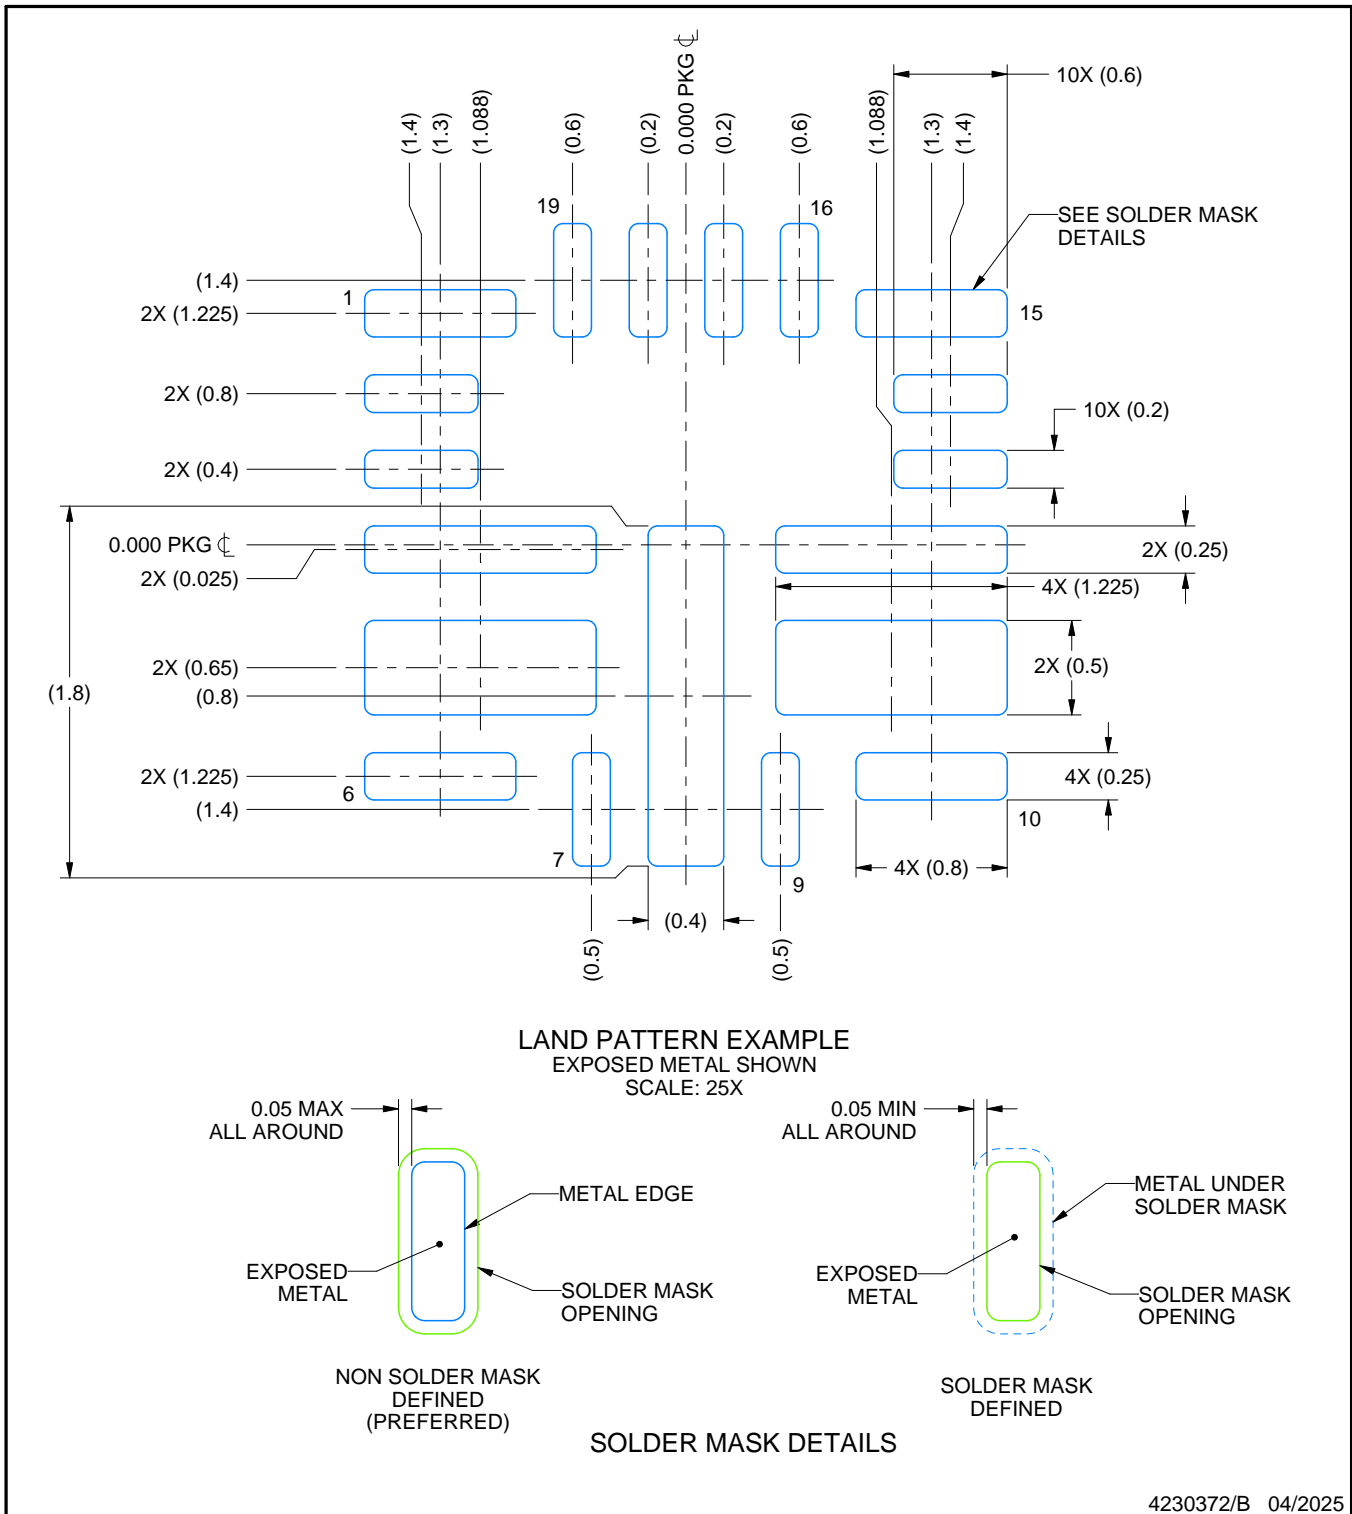 0.000 PKG ℄
10X (0.6)
(1.4)
(1.3)
(1.088)
(0.6)
(0.2)
(0.2)
(0.6)
(1.088)
(1.3)
(1.4)
19
16
SEE SOLDER MASK
DETAILS
(1.4)
1
2X (1.225)
15
2X (0.8)
10X (0.2)
2X (0.4)
0.000 PKG ℄
2X (0.25)
2X (0.025)
4X (1.225)
2X (0.65)
2X (0.5)
(1.8)
(0.8)
2X (1.225)
4X (0.25)
6
(1.4)
10
7
9
4X (0.8)
(0.4)
(0.5)
(0.5)
LAND PATTERN EXAMPLE
EXPOSED METAL SHOWN
SCALE: 25X
0.05 MAX
ALL AROUND
METAL EDGE
EXPOSED
METAL
SOLDER MASK
OPENING
NON SOLDER MASK
DEFINED
(PREFERRED)
0.05 MIN
ALL AROUND
METAL UNDER
SOLDER MASK
EXPOSED
METAL
SOLDER MASK
OPENING
SOLDER MASK
DEFINED
SOLDER MASK DETAILS
4230372/B 04/2025